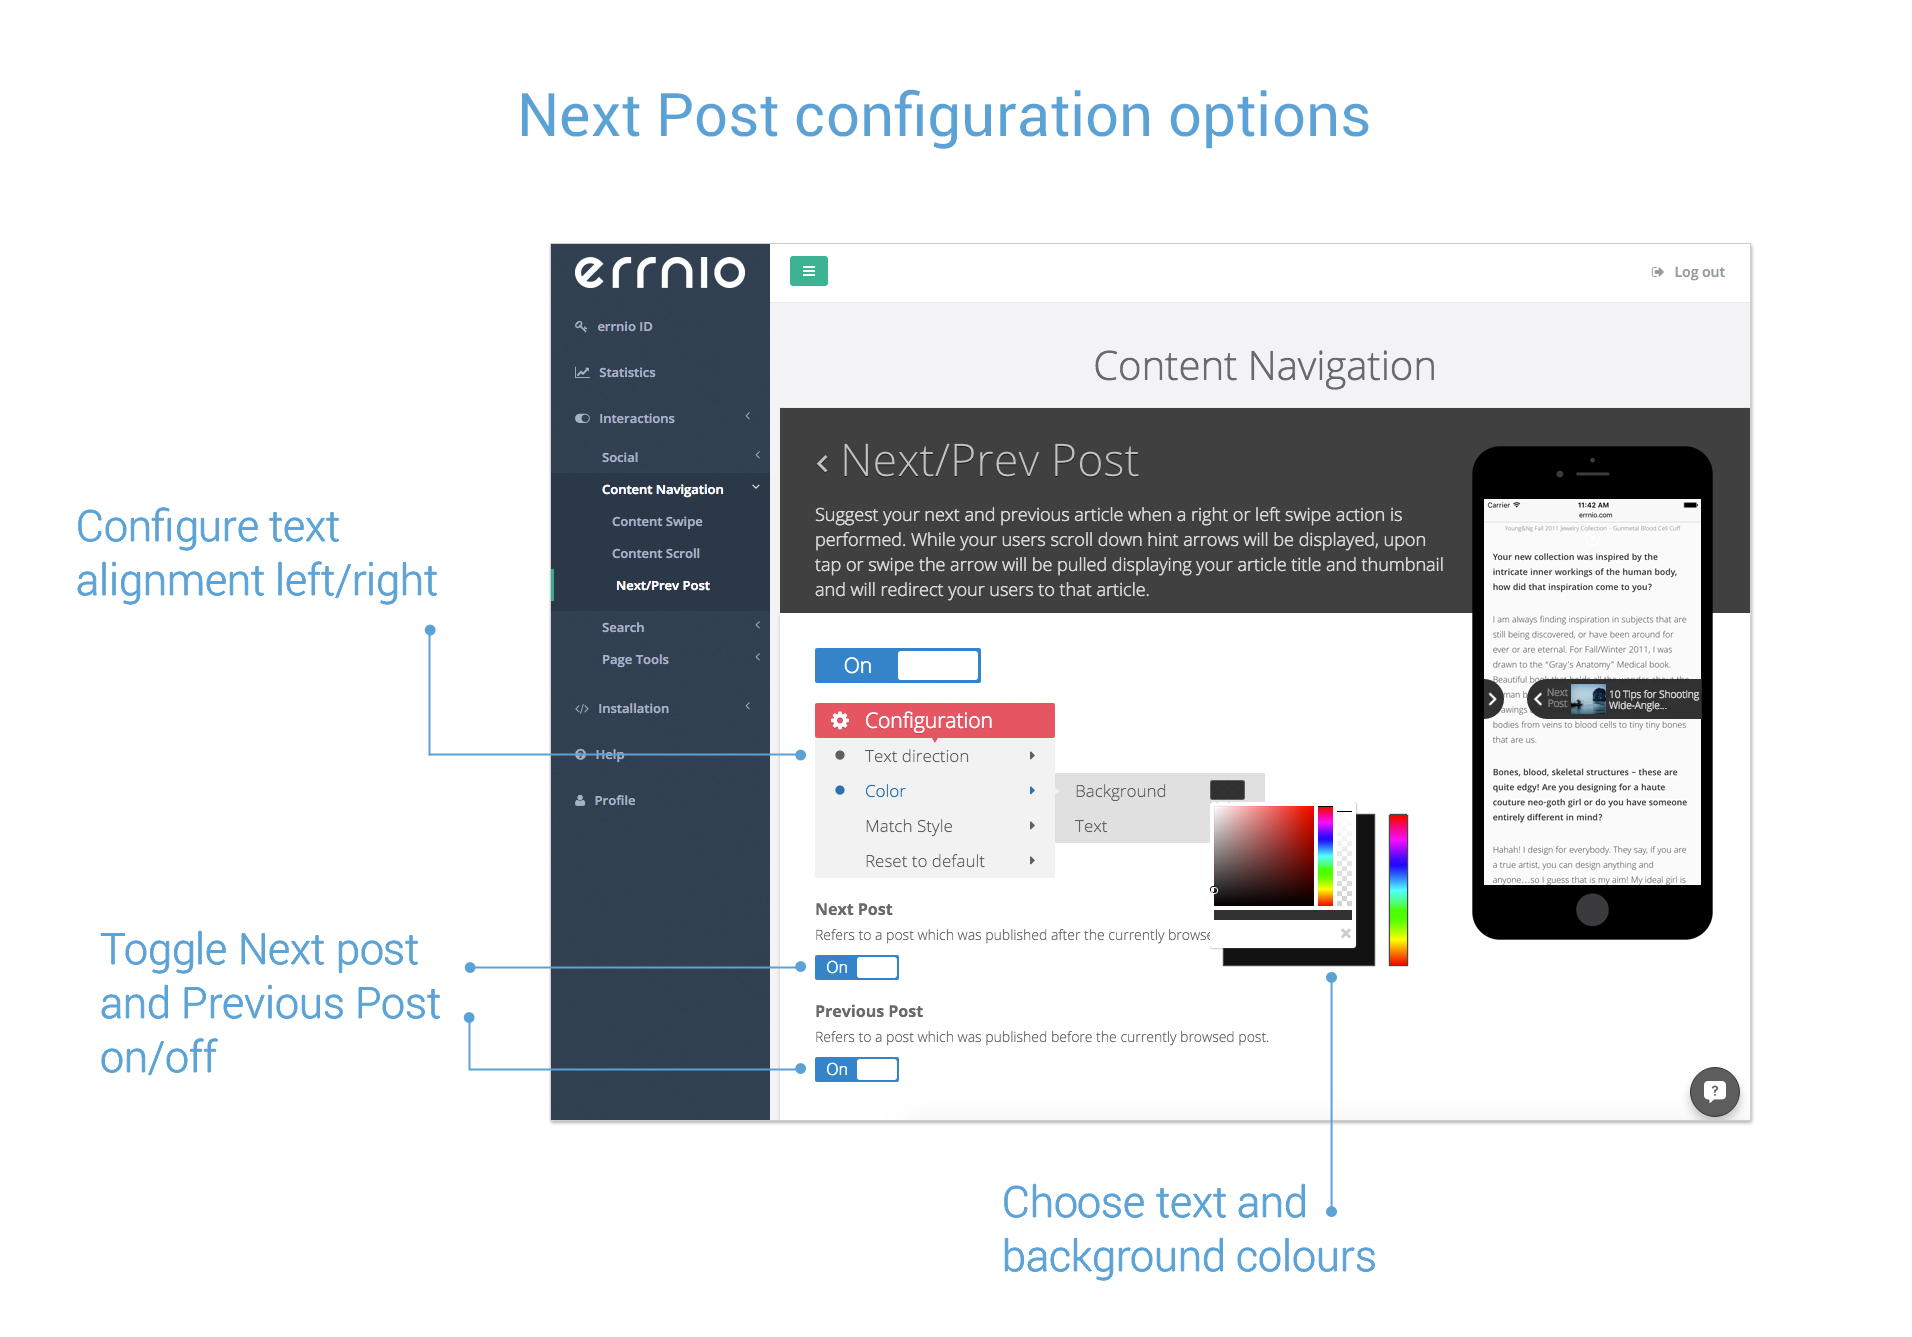 Next Post configuration options
errnio
Log out
errnio ID
Statistics
Interactions
Social
Content Navigation
Content Swipe
Content Scroll
Next/Prev Post
Search
Page Tools
Installation
Help
Profile
Content Navigation
Next/Prev Post
Suggest your next and previous article when a right or left swipe action is
performed. While your users scroll down hint arrows will be displayed, upon
tap or swipe the arrow will be pulled displaying your article title and thumbnail
and will redirect your users to that article.
On
Configuration
Text direction
Color
Match Style
Reset to default
Background
Text
Next Post
Refers to a post which was published after the currently browse
On
Previous Post
Refers to a post which was published before the currently browsed post.
On
Carrier
11:42 AM
errnio.com
Young&Ng Fall 2011 Jewelry Collection - Gunmetal Blood Cell Cuff
Your new collection was inspired by the
intricate inner workings of the human body,
how did that inspiration come to you?
I am always finding inspiration in subjects that are
still being discovered, or have been around for
ever or are eternal. For Fall/Winter 2011, I was
drawn to the "Gray's Anatomy" Medical book.
Beautiful
Next
Post
10 Tips for Shooting
Wide-Angle...
bodies from veins to blood cells to tiny tiny bones
that are us.
Bones, blood, skeletal structures – these are
quite edgy! Are you designing for a haute
couture neo-goth girl or do you have someone
entirely different in mind?
Hahah! I design for everybody. They say, if you are
a true artist, you can design anything and
anyone...so I guess that is my aim! My ideal girl is
Configure text
alignment left/right
Toggle Next post
and Previous Post
on/off
Choose text and
background colours